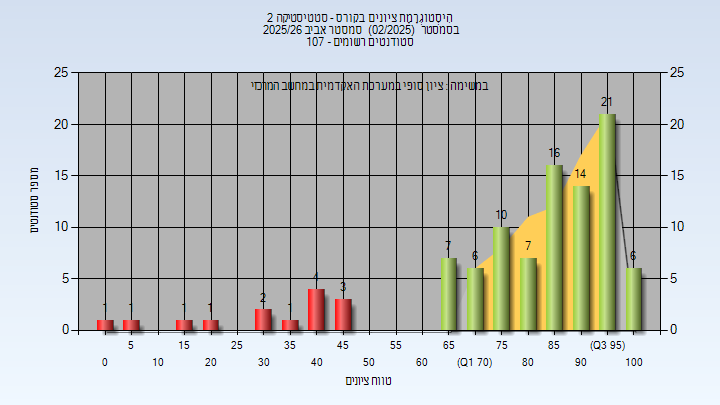 הִיסְטוֹגְרָמַת ציונים בקורס - סטטיסטיקה 2
בסמסטר (02/2025) סמסטר אביב 2025/26
סטודנטים רשומים - 107
במשימה : ציון סופי במערכת האקדמית במחשב המרכזי
25 25
20 20
15 15
10 10
5 5
0 0
מספר סטודנטים
1 1 1 1 2 1 4 3 7 6 10 7 16 14 21 6
5 15 25 35 45 55 65 75 85 (Q3 95)
0 10 20 30 40 50 60 (Q1 70) 80 90 100
טווח ציונים